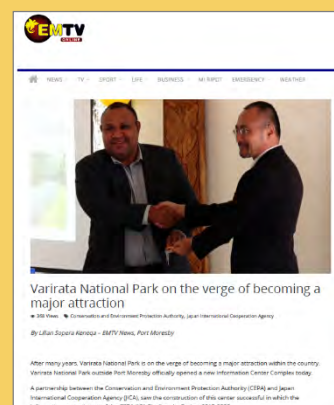 EMTV
ONLINE
NEWS TV SPORT LIFE BUSINESS M/ RIPOT EMERGENCY WEATHER
Varirata National Park on the verge of becoming a
major attraction
Views Conservation and Environment Protection Authority, Japan International Cooperation Agency
By Lilian Sopera Keneqa – EMTV News, Port Moresby
After many years, Varirata National Park is on the verge of becoming a major attraction within the country.
Varirata National Park outside Port Moresby officially opened a new Information Center Complex today.
A partnership between the Conservation and Environment Protection Authority (CEPA) and Japan
International Cooperation Agency (JICA), saw the construction of this center successful in which the